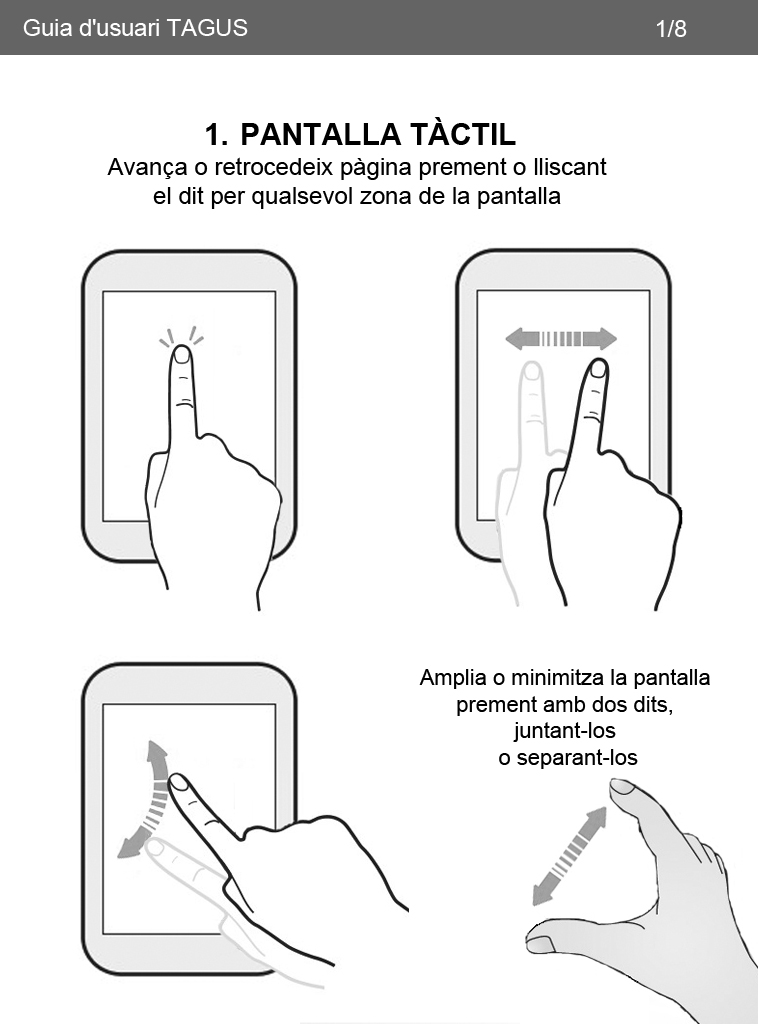 Guia d'usuari TAGUS
1/8
1. PANTALLA TÀCTIL
Avança o retrocedeix pàgina prement o lliscant
el dit per qualsevol zona de la pantalla
Amplia o minimitza la pantalla
prement amb dos dits,
juntant-los
o separant-los